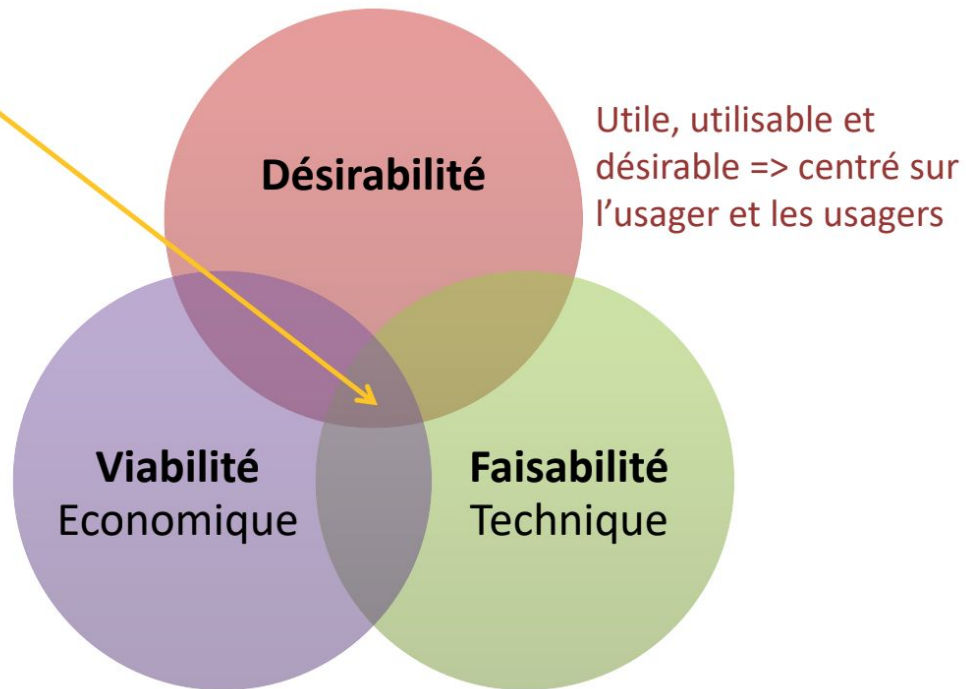 Désirabilité
Utile, utilisable et
désirable => centré sur
l’usager et les usagers
Viabilité
Economique
Faisabilité
Technique